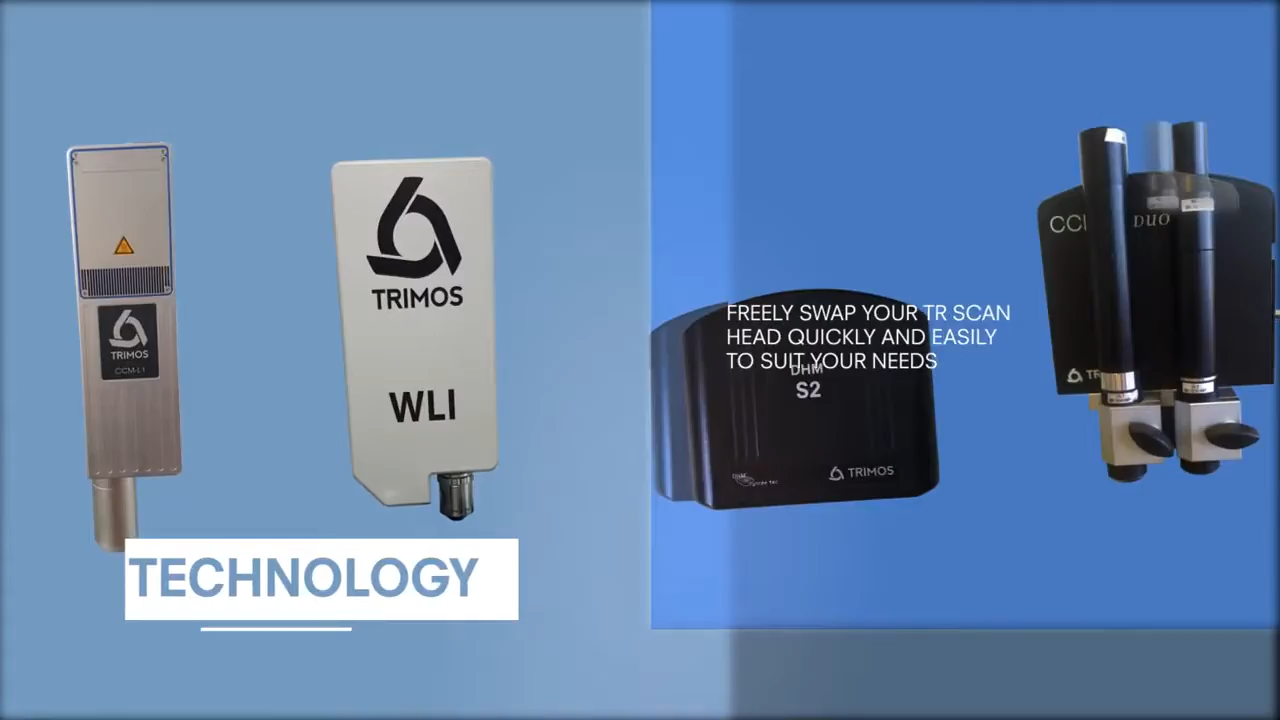 TRIMOS
CCM-L1
TRIMOS
WLI
TECHNOLOGY
FREELY SWAP YOUR TR SCAN
HEAD QUICKLY AND EASILY
TO SUIT YOUR NEEDS
DHM
S2
TRIMOS
DUO